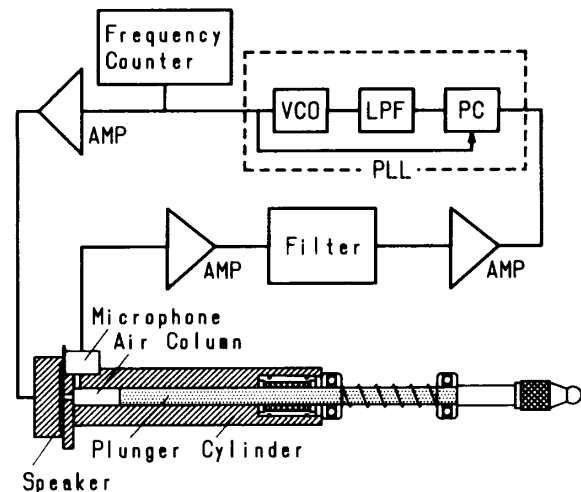 Frequency
Counter
AMP
VCO
LPF
PC
PLL
AMP
Filter
AMP
Microphone
Air Column
Plunger
Cylinder
Speaker